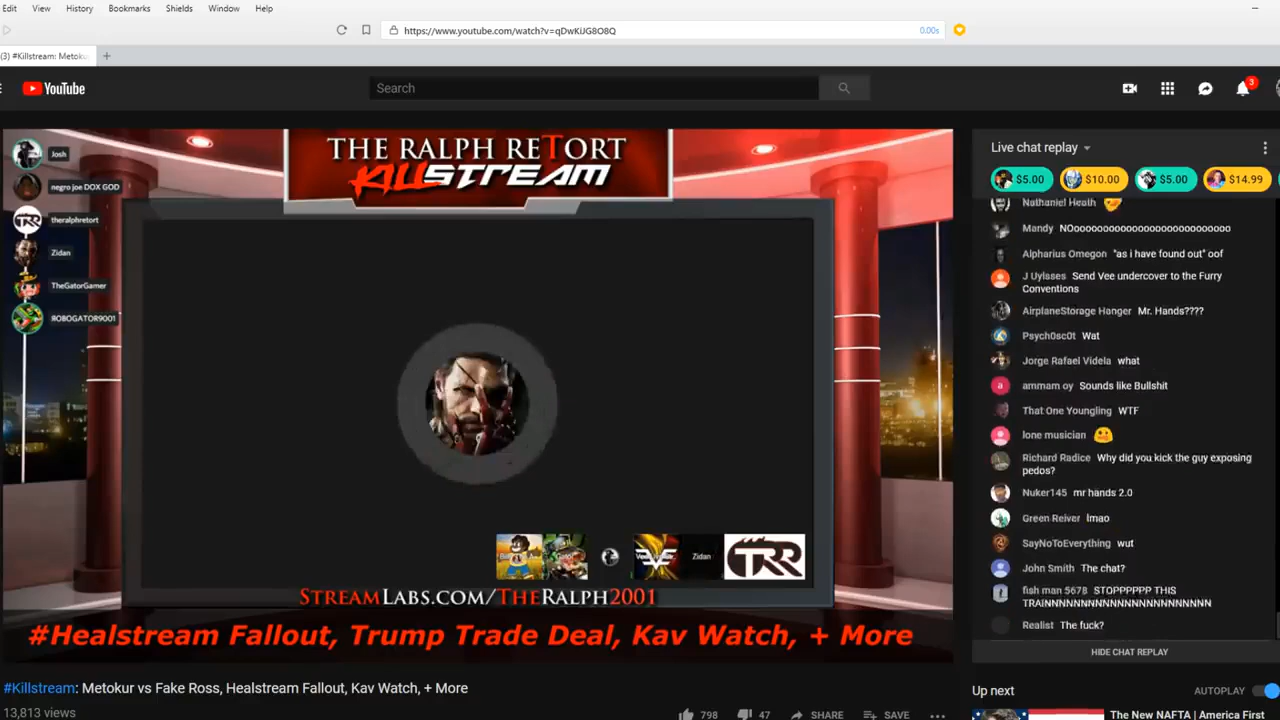 Edit View History Bookmarks Shields Window Help
https://www.youtube.com/watch?v=qDwKiJG8O8Q 0.00s
(3) #Killstream: Metoku
YouTube Search 3
THE RALPH RETORT
KILLSTREAM
Josh
negro joe DOX GOD
TRR theralphretort
Zidan
TheGatorGamer
ROBOGATOR9001
Zidan TRR
STREAMLABS.COM/THERALPH2001
#Healstream Fallout, Trump Trade Deal, Kav Watch, + More
#Killstream: Metokur vs Fake Ross, Healstream Fallout, Kav Watch, + More
13,813 views
798 47 SHARE SAVE
Live chat replay
$5.00 $10.00 $5.00 $14.99
Nathaniel Heath
Mandy NOooooooooooooooooooooooooo
Alpharius Omegon "as i have found out" oof
J Uylases Send Vee undercover to the Furry
Conventions
AirplaneStorage Hanger Mr. Hands????
Psych0sc0t Wat
Jorge Rafael Videla what
ammam oy Sounds like Bullshit
That One Youngling WTF
lone musician
Richard Radice Why did you kick the guy exposing
pedos?
Nuker145 mr hands 2.0
Green Reiver lmao
SayNoToEverything wut
John Smith The chat?
fish man 5678 STOPPPPPP THIS
TRAINNNNNNNNNNNNNNNNNNNNNNN
Realist The fuck?
HIDE CHAT REPLAY
Up next AUTOPLAY
The New NAFTA | America First